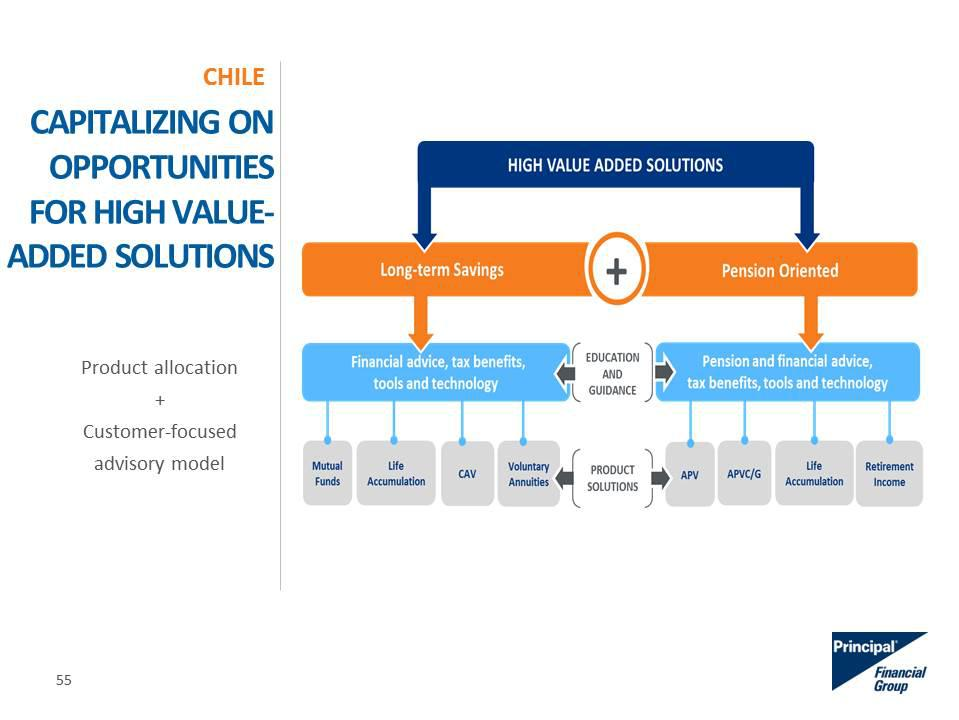 CHILE
CAPITALIZING ON
OPPORTUNITIES
FOR HIGH VALUE-
ADDED SOLUTIONS
Product allocation
+
Customer-focused
advisory model
HIGH VALUE ADDED SOLUTIONS
Long-term Savings
+
Pension Oriented
Financial advice, tax benefits,
tools and technology
EDUCATION
AND
GUIDANCE
Pension and financial advice,
tax benefits, tools and technology
Mutual
Funds
Life
Accumulation
CAV
Voluntary
Annuities
PRODUCT
SOLUTIONS
APV
APVC/G
Life
Accumulation
Retirement
Income
55
Principal®
Financial
Group